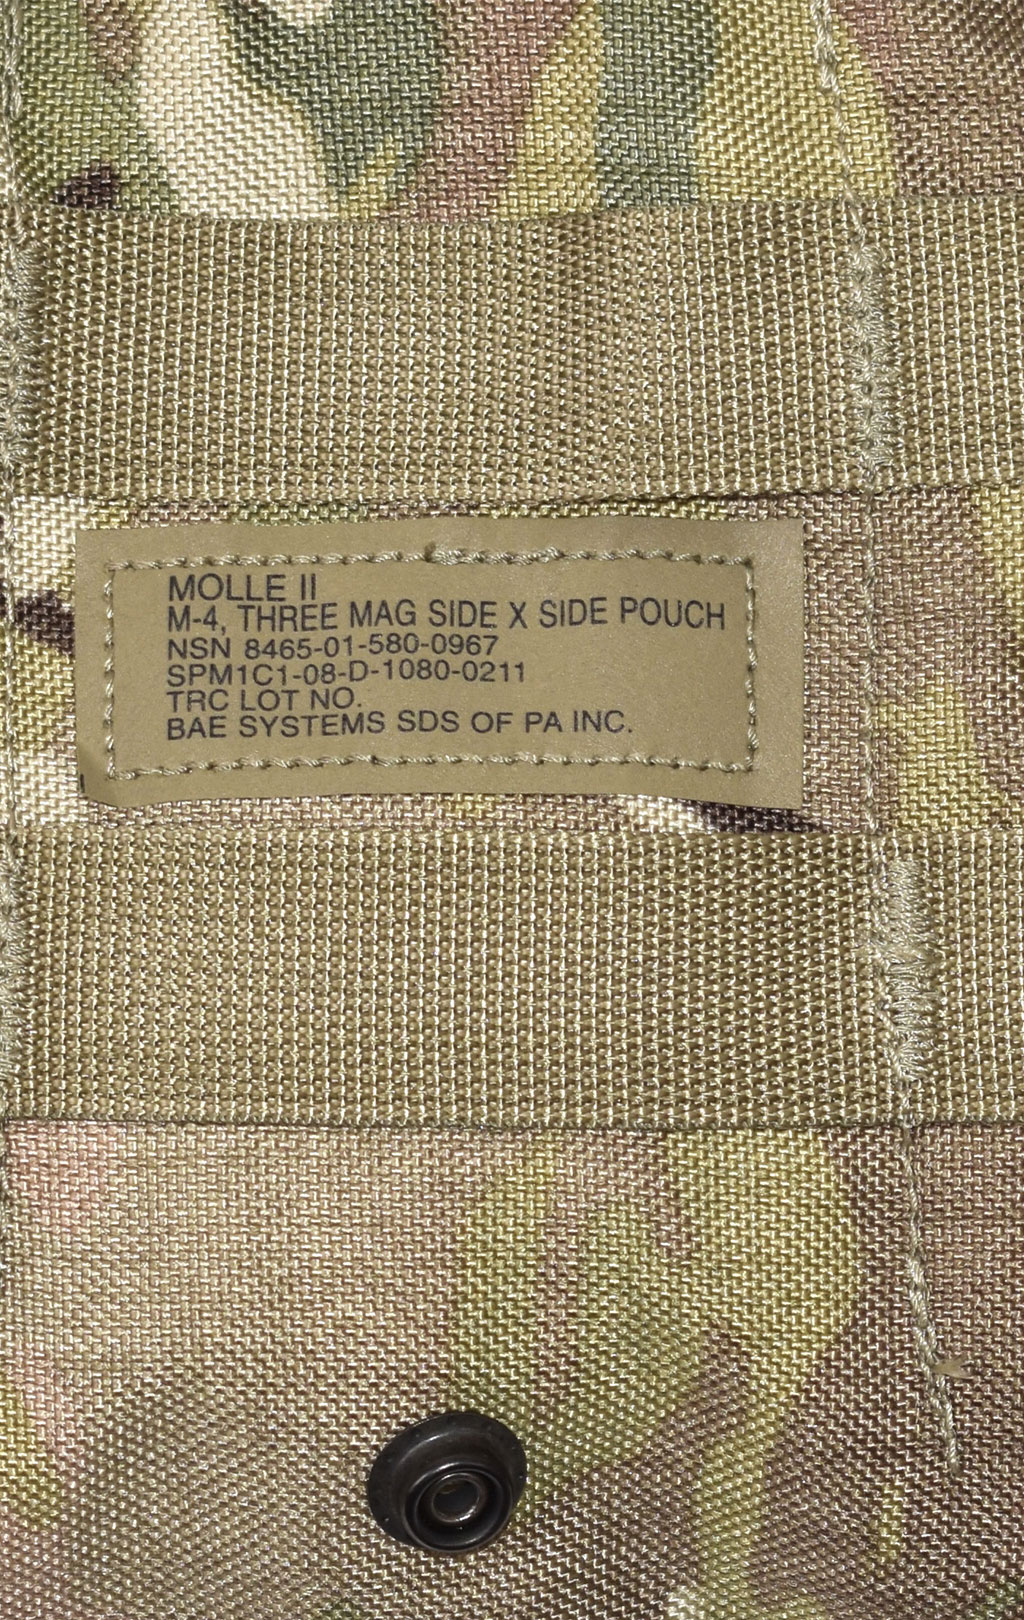 MOLLE II
M-4, THREE MAG SIDE X SIDE POUCH
NSN 8465-01-580-0967
SPM1C1-08-D-1080-0211
TRC LOT NO.
BAE SYSTEMS SDS OF PA INC.